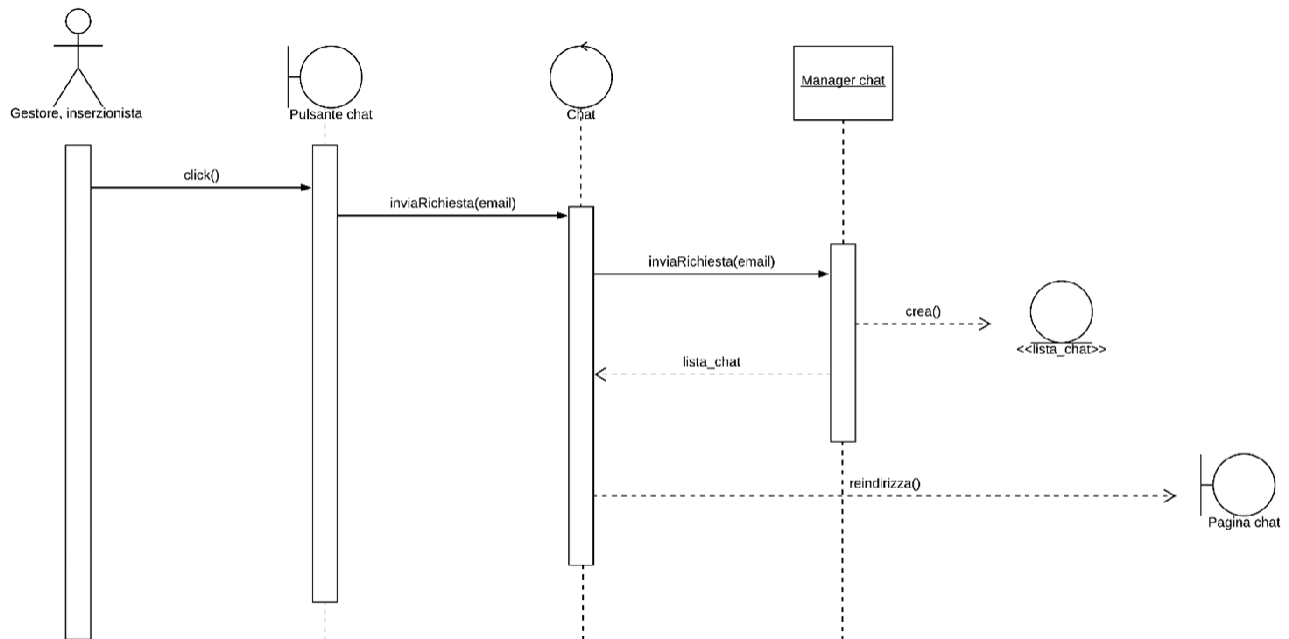 Gestore, inserzionista
Pulsante chat
Chat
Manager chat
click()
inviaRichiesta(email)
inviaRichiesta(email)
crea()
<<lista_chat>>
lista_chat
reindirizza()
Pagina chat